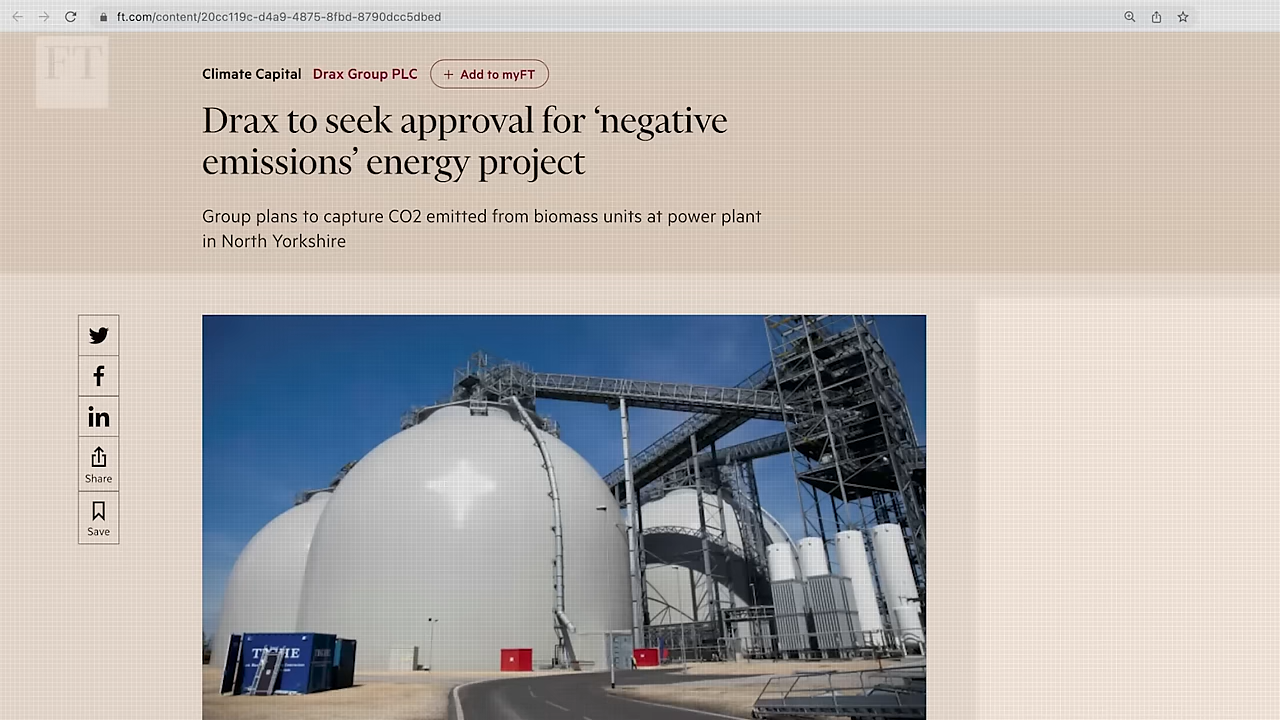 ft.com/content/20cc119c-d4a9-4875-8fbd-8790dcc5dbed
FT
Climate Capital Drax Group PLC + Add to myFT
Drax to seek approval for ‘negative
emissions’ energy project
Group plans to capture CO2 emitted from biomass units at power plant
in North Yorkshire
Share
Save